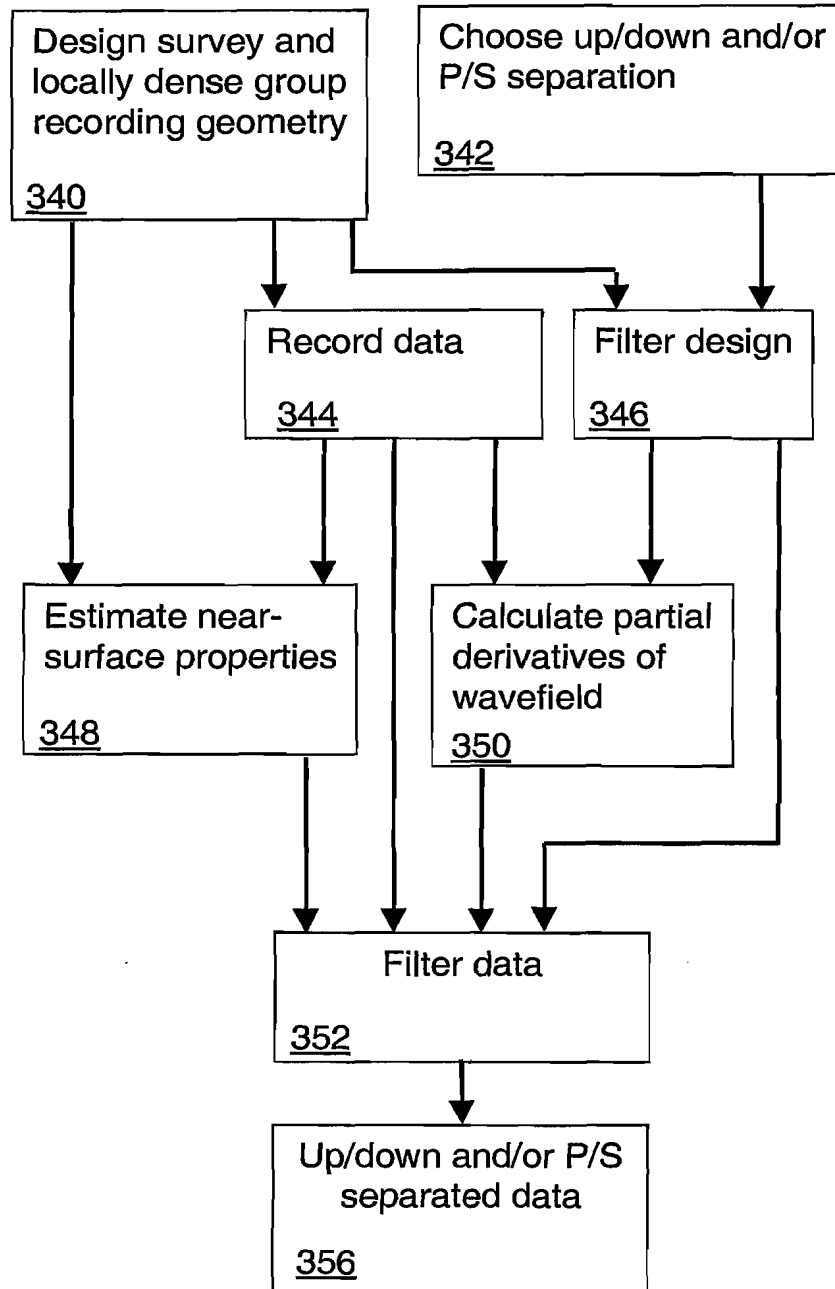 Design survey and
locally dense group
recording geometry
340
Choose up/down and/or
P/S separation
342
Record data
344
Filter design
346
Estimate near-
surface properties
348
Calculate partial
derivatives of
wavefield
350
Filter data
352
Up/down and/or P/S
separated data
356